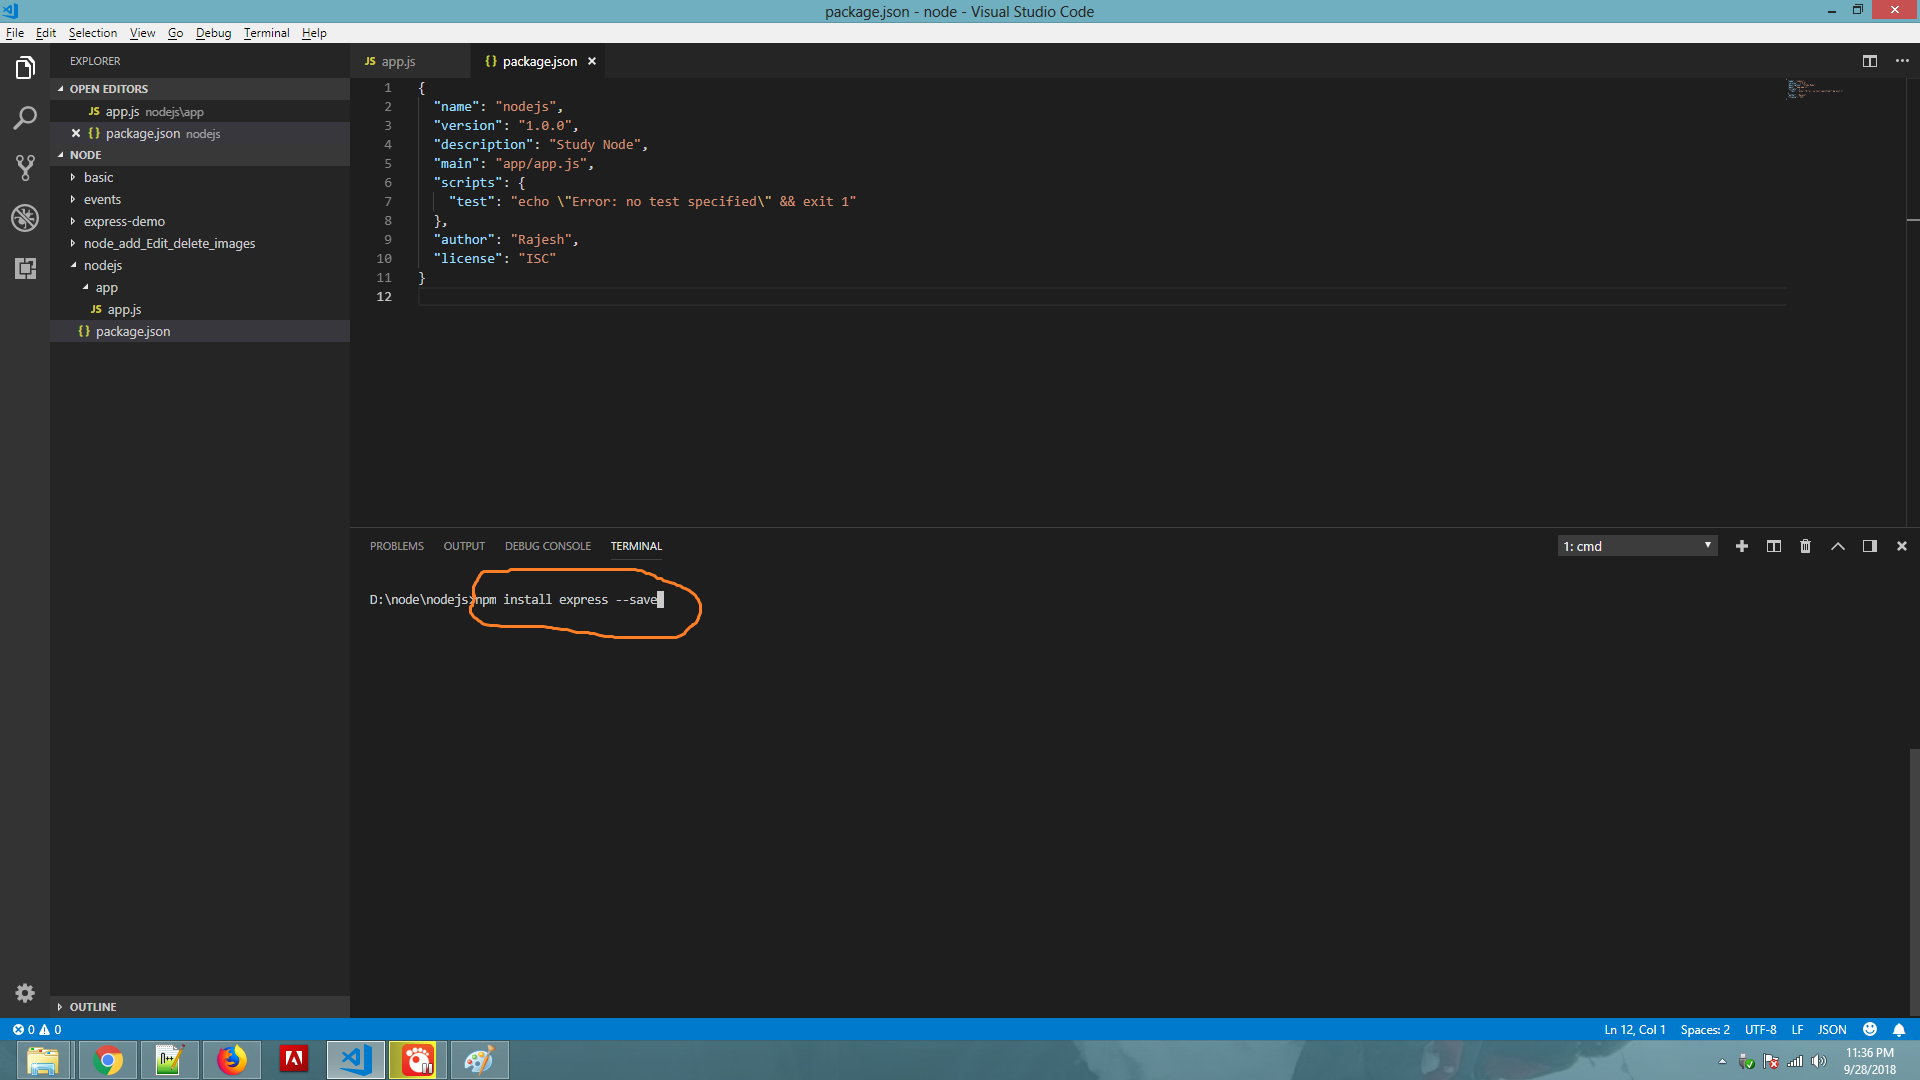 package.json - node - Visual Studio Code
File Edit Selection View Go Debug Terminal Help
EXPLORER
OPEN EDITORS
JS app.js nodejs\app
{} package.json nodejs
NODE
basic
events
express-demo
node_add_Edit_delete_images
nodejs
app
JS app.js
{} package.json
OUTLINE
JS app.js {} package.json
1 {
2 "name": "nodejs",
3 "version": "1.0.0",
4 "description": "Study Node",
5 "main": "app/app.js",
6 "scripts": {
7 "test": "echo \"Error: no test specified\" && exit 1"
8 },
9 "author": "Rajesh",
10 "license": "ISC"
11 }
12
PROBLEMS OUTPUT DEBUG CONSOLE TERMINAL 1: cmd
D:\node\nodejs>npm install express --save
0 0 Ln 12, Col 1 Spaces: 2 UTF-8 LF JSON
11:36 PM
9/28/2018